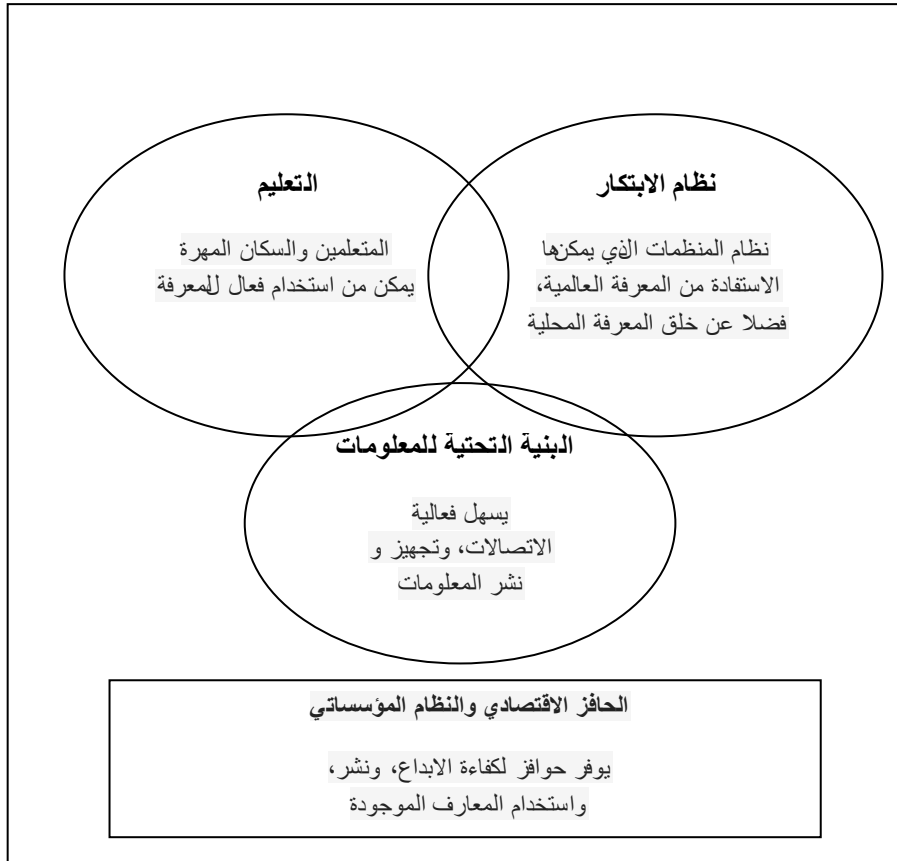 نظام الابتكار
نظام المنظمات الذي يمكنها
الاستفادة من المعرفة العالمية،
فضلا عن خلق المعرفة المحلية
التعليم
المتعلمين والسكان المهرة
يمكن من استخدام فعال للمعرفة
البنية التحتية للمعلومات
يسهل فعالية
الاتصالات، وتجهيز و
نشر المعلومات
الحافز الاقتصادي والنظام المؤسساتي
يوفر حوافز لكفاءة الابداع، ونشر،
واستخدام المعارف الموجودة